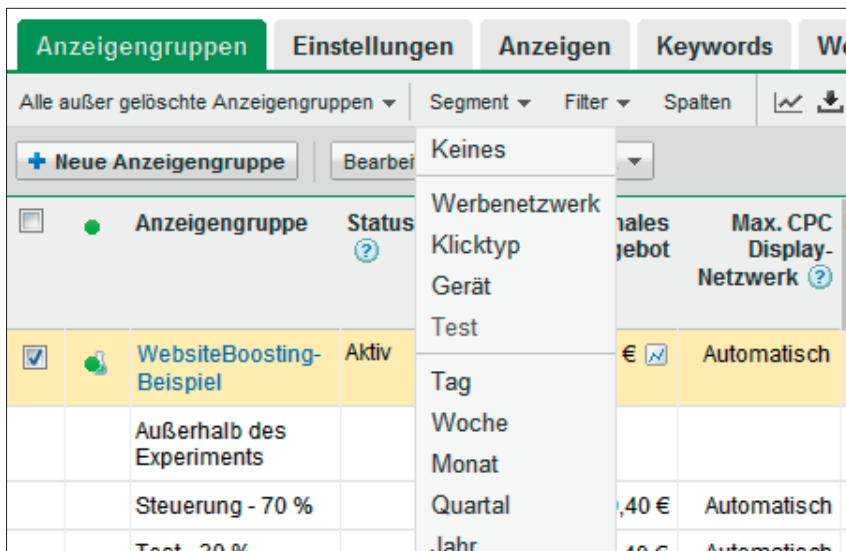 Anzeigengruppen Einstellungen Anzeigen Keywords
Alle außer gelöschte Anzeigengruppen Segment Filter Spalten
Keines
+ Neue Anzeigengruppe
Werbenetzwerk
Klicktyp
Gerät
Test
Tag
Woche
Monat
Quartal
Jahr
Anzeigengruppe Status Max. CPC
? Display-
Netzwerk ?
WebsiteBoosting- Aktiv € Automatisch
Beispiel
Außerhalb des
Experiments
Steuerung - 70 % ,40 € Automatisch